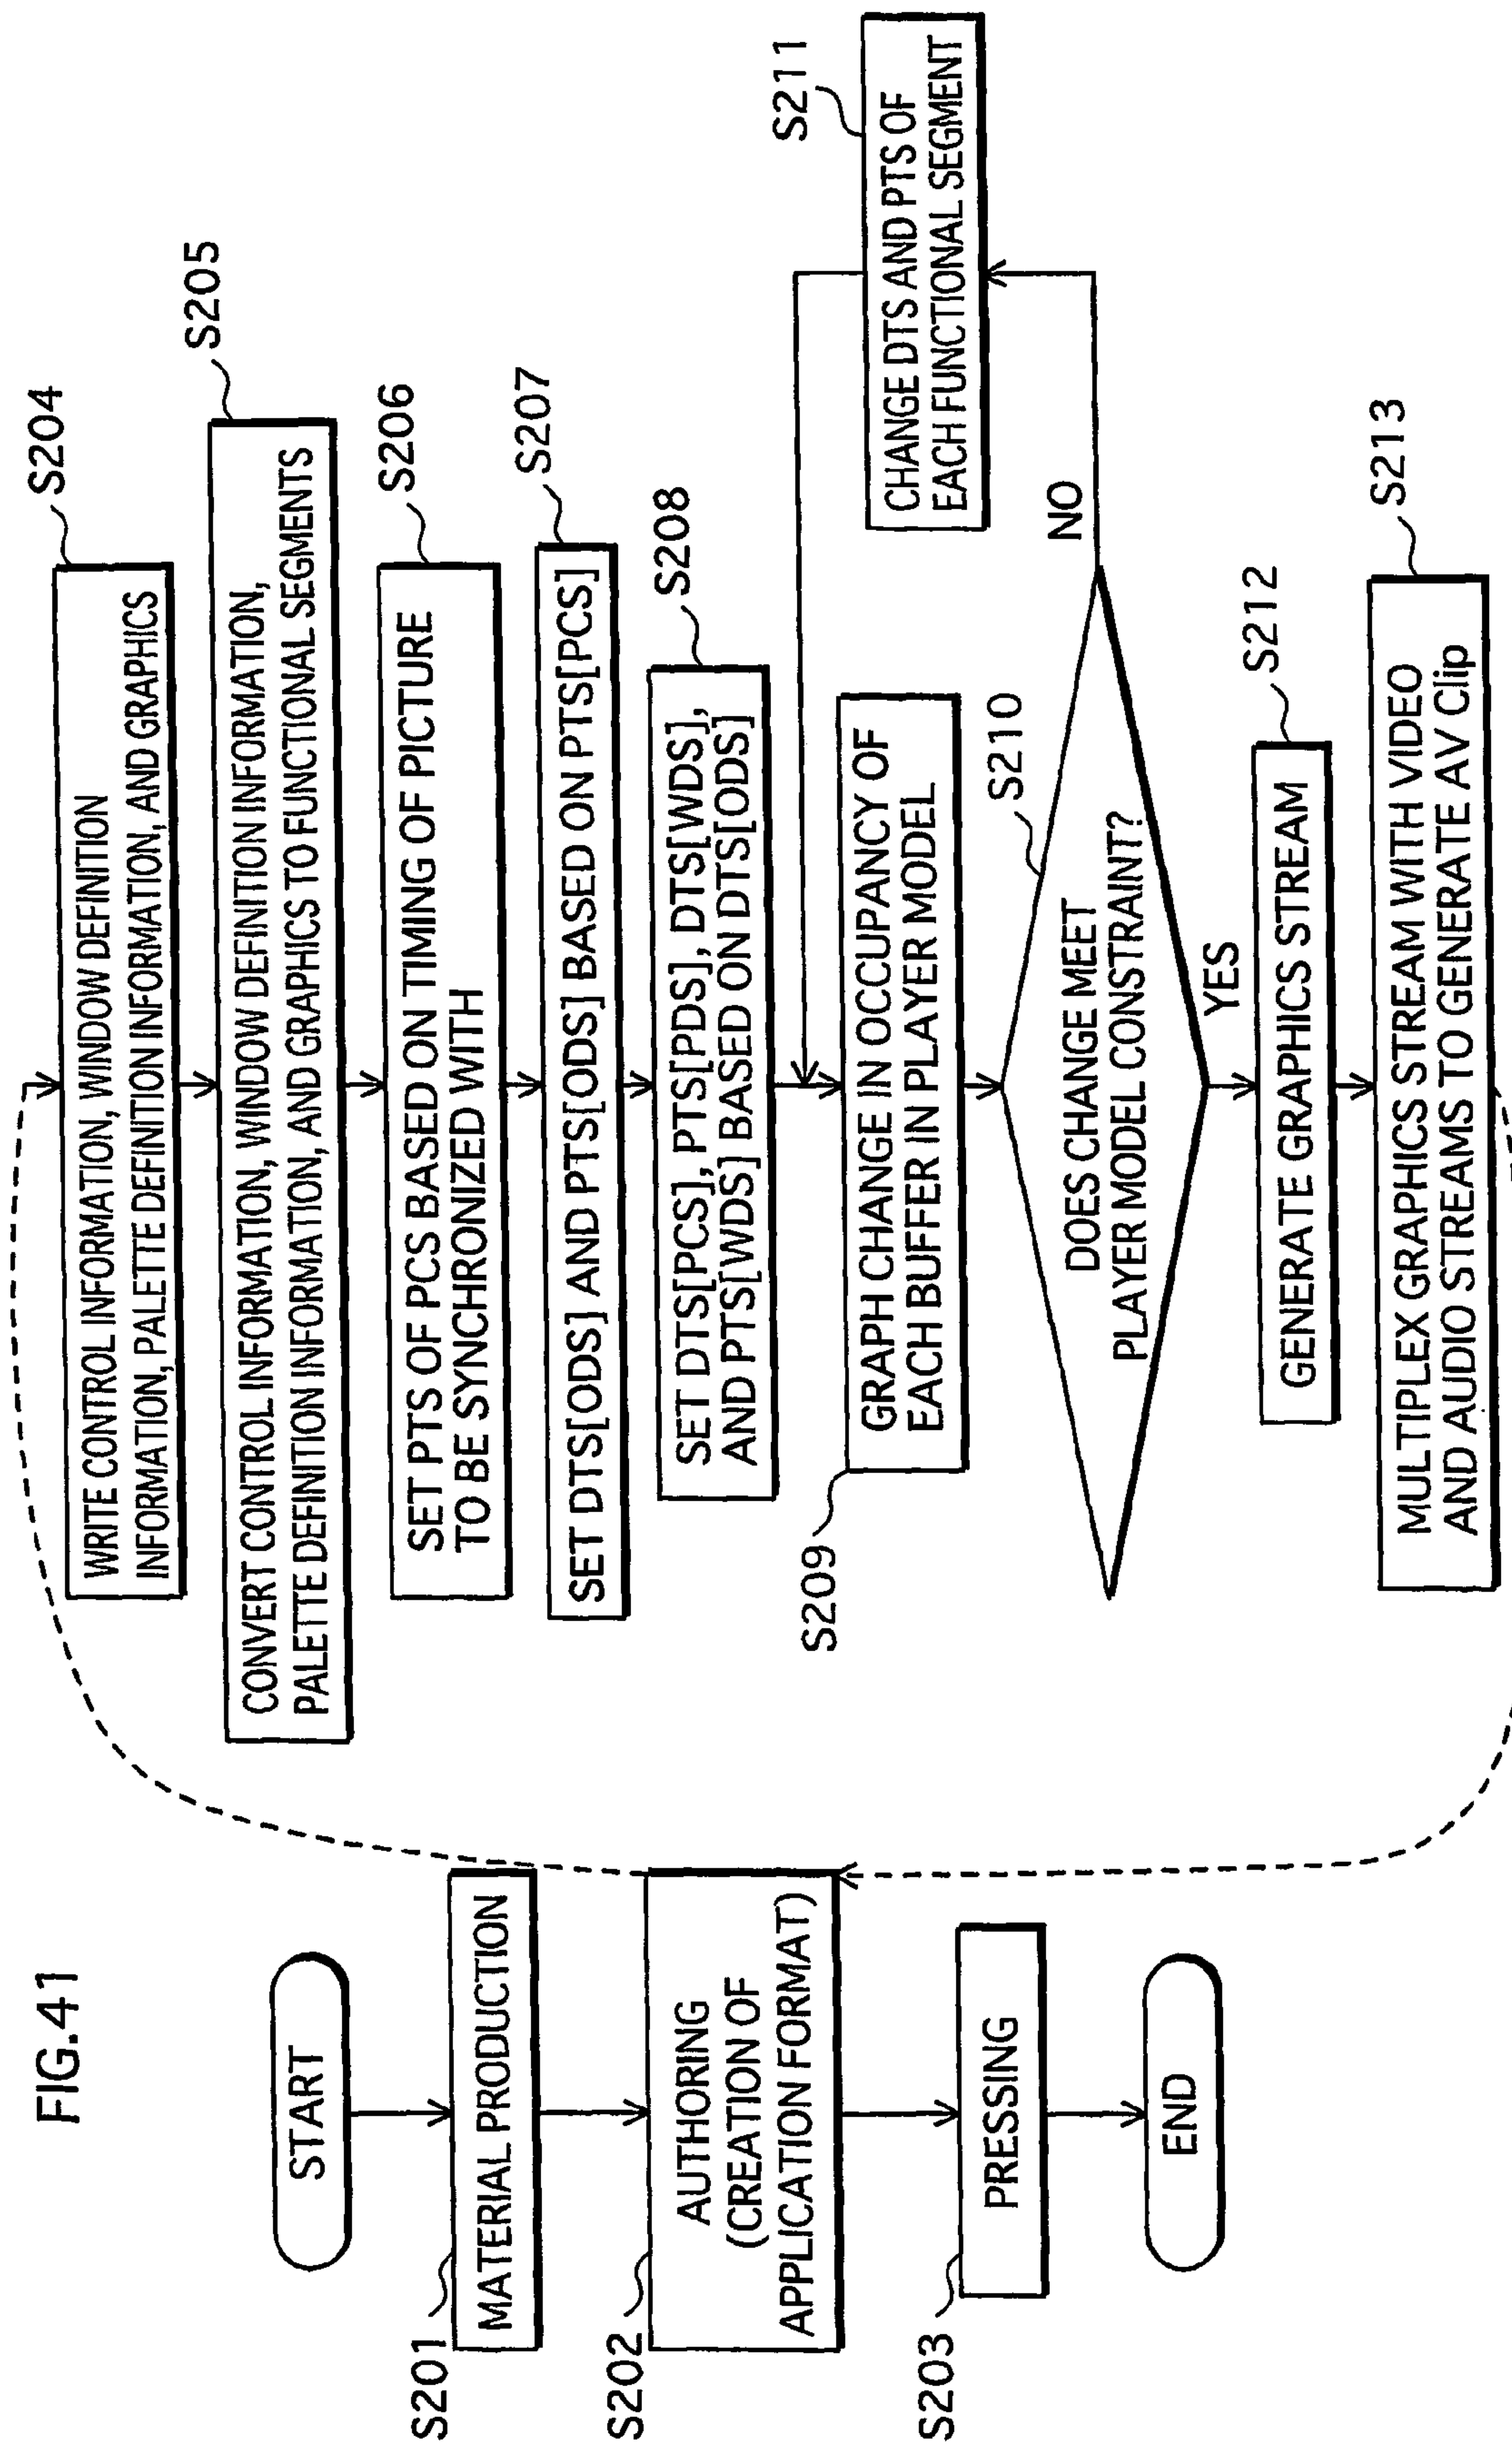 FIG.41
START
S201
MATERIAL PRODUCTION
S202
AUTHORING
(CREATION OF
APPLICATION FORMAT)
S203
PRESSING
END
S204
WRITE CONTROL INFORMATION, WINDOW DEFINITION
INFORMATION, PALETTE DEFINITION INFORMATION, AND GRAPHICS
S205
CONVERT CONTROL INFORMATION, WINDOW DEFINITION INFORMATION,
PALETTE DEFINITION INFORMATION, AND GRAPHICS TO FUNCTIONAL SEGMENTS
S206
SET PTS OF PCS BASED ON TIMING OF PICTURE
TO BE SYNCHRONIZED WITH
S207
SET DTS[ODS] AND PTS[ODS] BASED ON PTS[PCS]
S208
SET DTS[PCS], PTS[PDS], DTS[WDS],
AND PTS[WDS] BASED ON DTS[ODS]
S209
GRAPH CHANGE IN OCCUPANCY OF
EACH BUFFER IN PLAYER MODEL
S210
DOES CHANGE MEET
PLAYER MODEL CONSTRAINT?
NO
S211
CHANGE DTS AND PTS OF
EACH FUNCTIONAL SEGMENT
YES
S212
GENERATE GRAPHICS STREAM
S213
MULTIPLEX GRAPHICS STREAM WITH VIDEO
AND AUDIO STREAMS TO GENERATE AV Clip